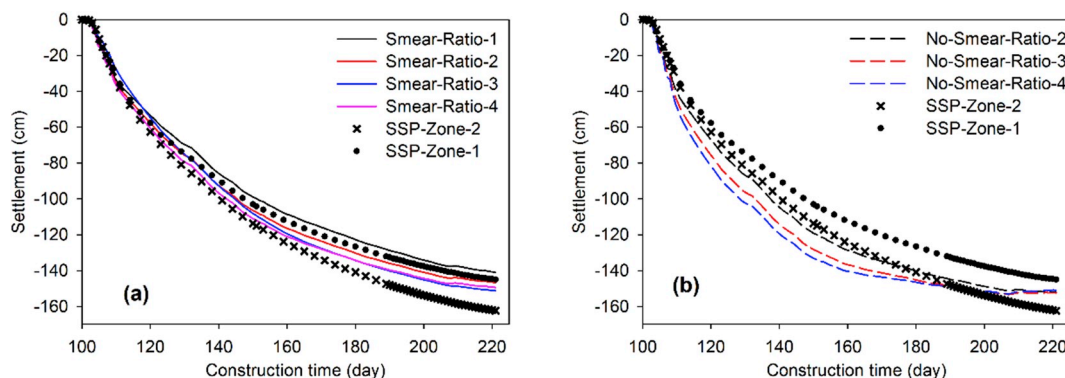 0
-20
-40
-60
-80
-100
-120
-140
-160
Settlement (cm)
Smear-Ratio-1
Smear-Ratio-2
Smear-Ratio-3
Smear-Ratio-4
SSP-Zone-2
SSP-Zone-1
(a)
100 120 140 160 180 200 220
Construction time (day)
0
-20
-40
-60
-80
-100
-120
-140
-160
Settlement (cm)
No-Smear-Ratio-2
No-Smear-Ratio-3
No-Smear-Ratio-4
SSP-Zone-2
SSP-Zone-1
(b)
100 120 140 160 180 200 220
Construction time (day)